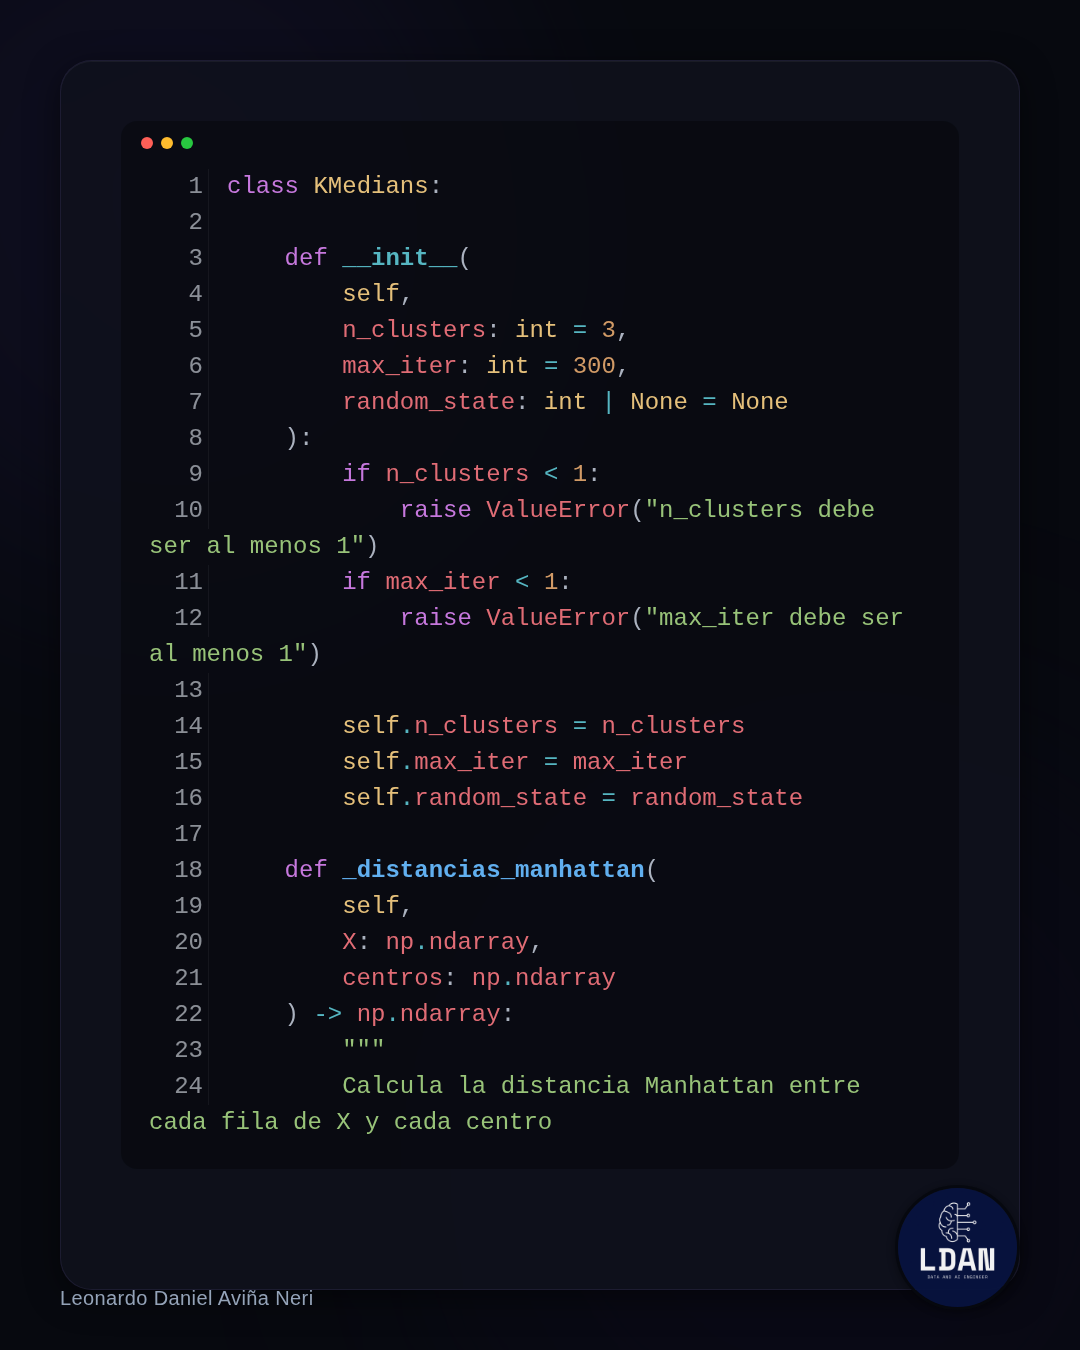 1 class KMedians:
2
3     def __init__(
4         self,
5         n_clusters: int = 3,
6         max_iter: int = 300,
7         random_state: int | None = None
8     ):
9         if n_clusters < 1:
10             raise ValueError("n_clusters debe
ser al menos 1")
11         if max_iter < 1:
12             raise ValueError("max_iter debe ser
al menos 1")
13
14         self.n_clusters = n_clusters
15         self.max_iter = max_iter
16         self.random_state = random_state
17
18     def _distancias_manhattan(
19         self,
20         X: np.ndarray,
21         centros: np.ndarray
22     ) -> np.ndarray:
23         """
24         Calcula la distancia Manhattan entre
cada fila de X y cada centro
LDAN
DATA AND AI ENGINEER
Leonardo Daniel Aviña Neri